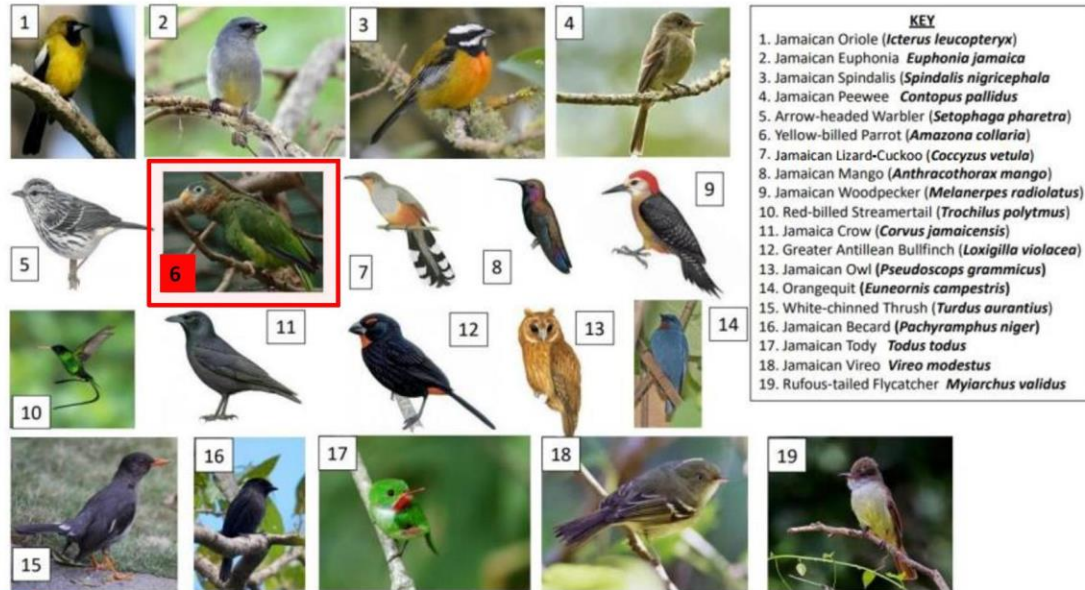 1
2
3
4
5
6
7
8
9
10
11
12
13
14
15
16
17
18
19
KEY
1. Jamaican Oriole (Icterus leucopteryx)
2. Jamaican Euphonia Euphonia jamaica
3. Jamaican Spindalis (Spindalis nigricephala
4. Jamaican Peewee Contopus pallidus
5. Arrow-headed Warbler (Setophaga pharetra)
6. Yellow-billed Parrot (Amazona collaria)
7. Jamaican Lizard-Cuckoo (Coccyzus vetula)
8. Jamaican Mango (Anthracothorax mango)
9. Jamaican Woodpecker (Melanerpes radiolatus)
10. Red-billed Streamertail (Trochilus polytmus)
11. Jamaica Crow (Corvus jamaicensis)
12. Greater Antillean Bullfinch (Loxigilla violacea)
13. Jamaican Owl (Pseudoscops grammicus)
14. Orangequit (Euneornis campestris)
15. White-chinned Thrush (Turdus aurantius)
16. Jamaican Becard (Pachyramphus niger)
17. Jamaican Tody Todus todus
18. Jamaican Vireo Vireo modestus
19. Rufous-tailed Flycatcher Myiarchus validus